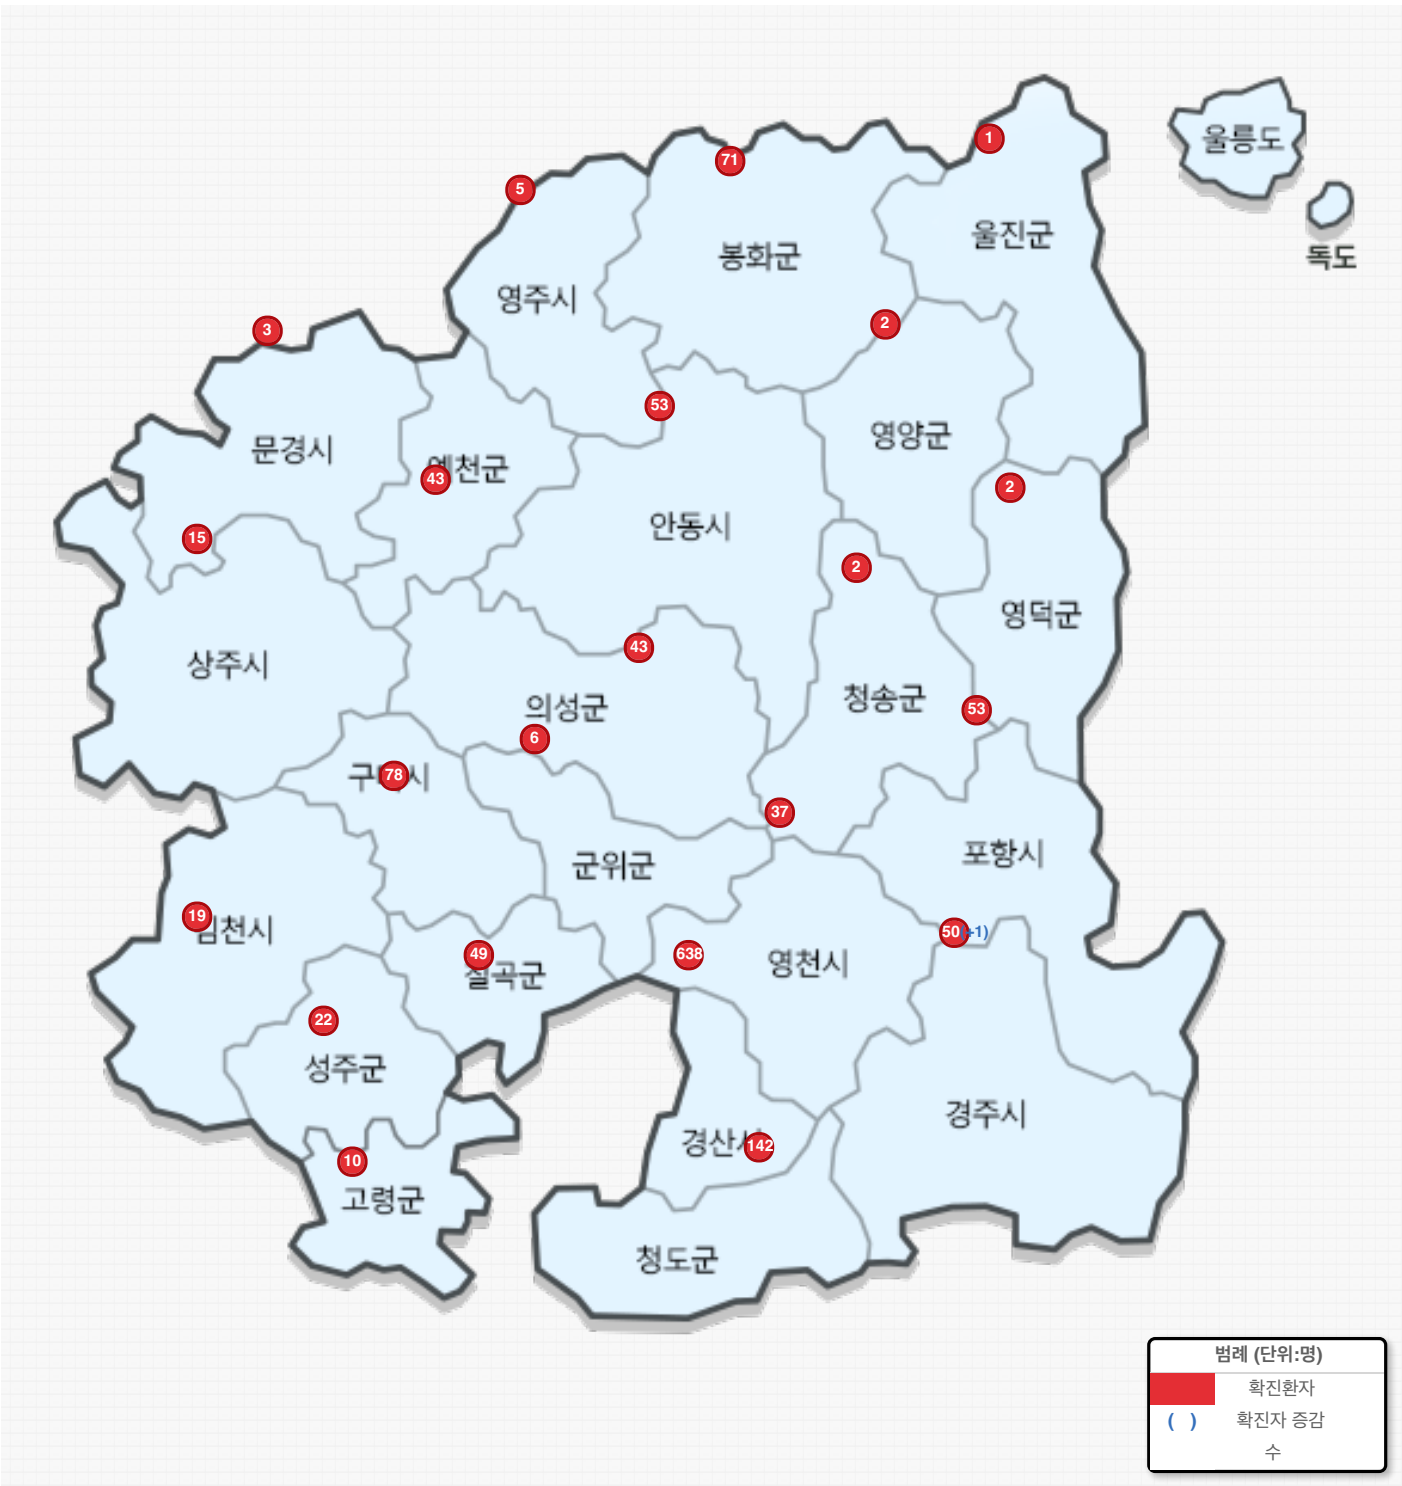 1
울릉도
71
5
울진군
독도
봉화군
영주시
2
3
53
영양군
문경시
예천군
43
2
안동시
15
2
영덕군
43
상주시
청송군
의성군
53
6
78
37
포항시
군위군
19
천시
50(+1)
49
638
영천시
칠곡군
22
성주군
경주시
경산시
142
10
고령군
청도군
범례 (단위:명)
확진환자
( ) 확진자 증감
수